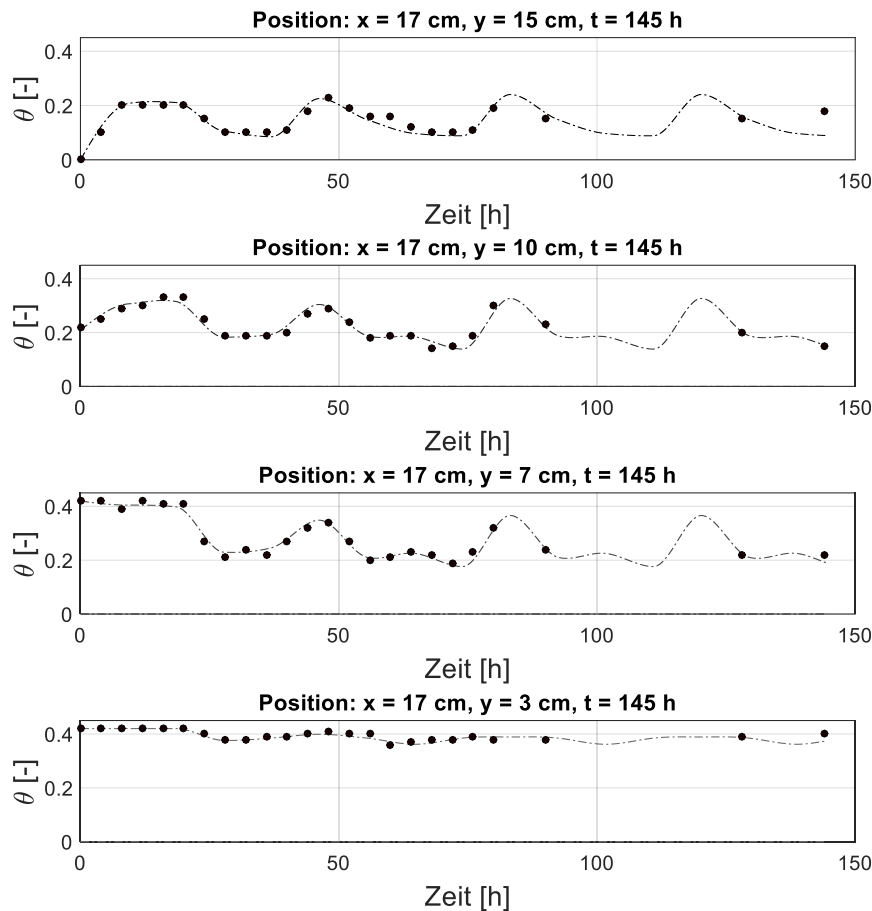 Position: x = 17 cm, y = 15 cm, t = 145 h
θ [-]
0.4
0.2
0
0 50 100 150
Zeit [h]
Position: x = 17 cm, y = 10 cm, t = 145 h
θ [-]
0.4
0.2
0
0 50 100 150
Zeit [h]
Position: x = 17 cm, y = 7 cm, t = 145 h
θ [-]
0.4
0.2
0
0 50 100 150
Zeit [h]
Position: x = 17 cm, y = 3 cm, t = 145 h
θ [-]
0.4
0.2
0
0 50 100 150
Zeit [h]